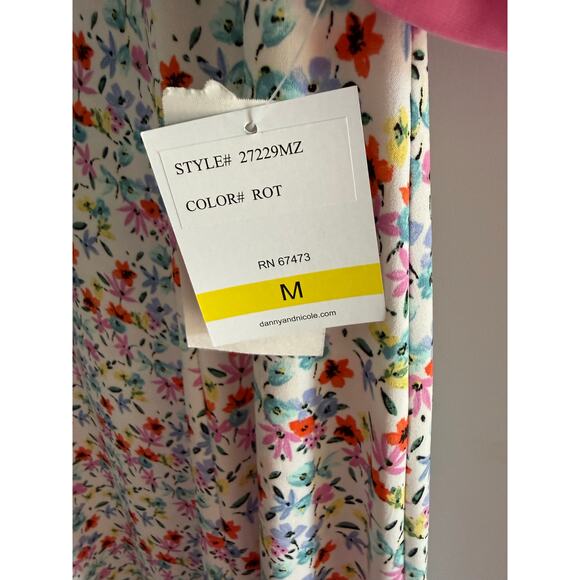 STYLE# 27229MZ
COLOR# ROT
RN 67473
M
dannyandnicole.com